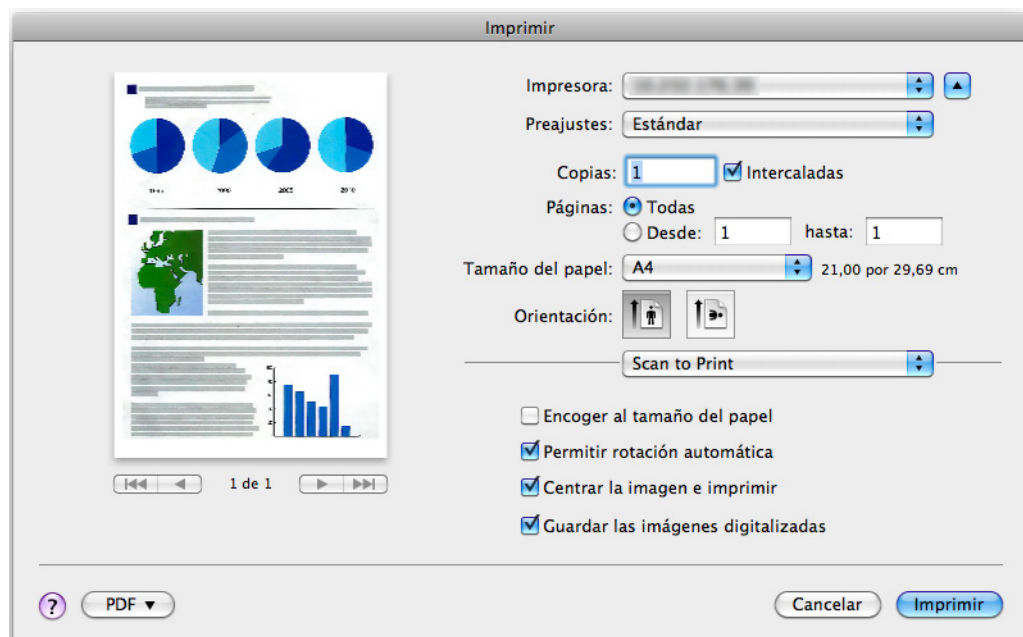 Imprimir
Impresora:
Preajustes: Estándar
Copias: 1 Intercaladas
Páginas: Todas
Desde: 1 hasta: 1
Tamaño del papel: A4 21,00 por 29,69 cm
Orientación:
Scan to Print
Encoger al tamaño del papel
Permitir rotación automática
Centrar la imagen e imprimir
Guardar las imágenes digitalizadas
2005 2010
1 de 1
? PDF Cancelar Imprimir